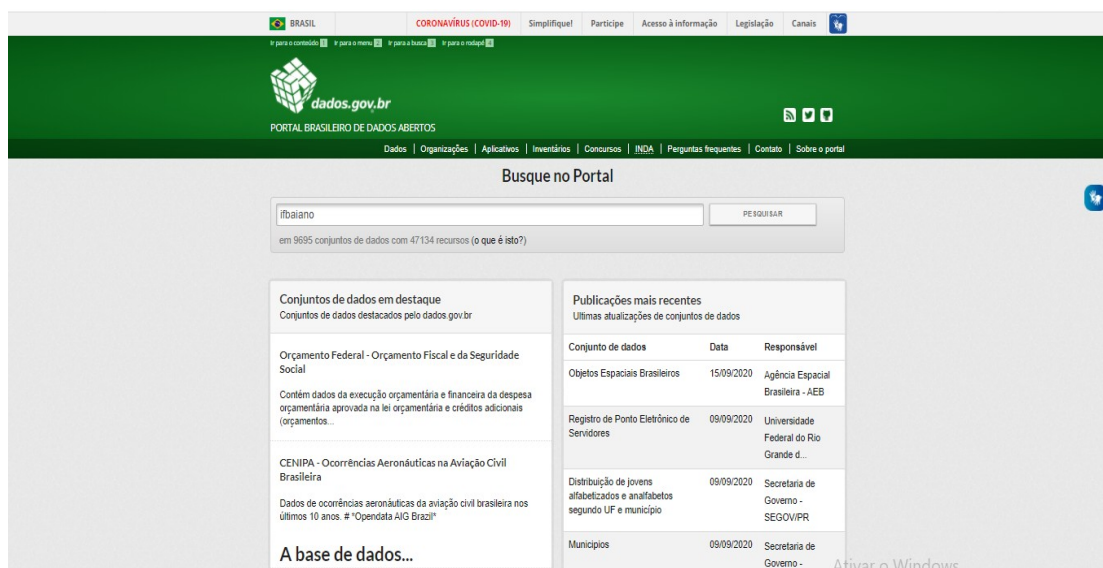 BRASIL CORONAVÍRUS (COVID-19) Simplifique! Participe Acesso à informação Legislação Canais
Ir para o conteúdo 1 Ir para o menu 2 Ir para a busca 3 Ir para o rodapé 4
dados.gov.br
PORTAL BRASILEIRO DE DADOS ABERTOS
Dados | Organizações | Aplicativos | Inventários | Concursos | INDA | Perguntas frequentes | Contato | Sobre o portal
Busque no Portal
ifbaiano PESQUISAR
em 9695 conjuntos de dados com 47134 recursos (o que é isto?)
Conjuntos de dados em destaque
Conjuntos de dados destacados pelo dados.gov.br
Orçamento Federal - Orçamento Fiscal e da Seguridade
Social
Contém dados da execução orçamentária e financeira da despesa
orçamentária aprovada na lei orçamentária e créditos adicionais
(orçamentos...
CENIPA - Ocorrências Aeronáuticas na Aviação Civil
Brasileira
Dados de ocorrências aeronáuticas da aviação civil brasileira nos
últimos 10 anos. # *Opendata AIG Brazil*
A base de dados...
Publicações mais recentes
Ultimas atualizações de conjuntos de dados
Conjunto de dados Data Responsável
Objetos Espaciais Brasileiros 15/09/2020 Agência Espacial
Brasileira - AEB
Registro de Ponto Eletrônico de 09/09/2020 Universidade
Servidores Federal do Rio
Grande d...
Distribuição de jovens 09/09/2020 Secretaria de
alfabetizados e analfabetos Governo -
segundo UF e município SEGOV/PR
Municipios 09/09/2020 Secretaria de
Governo -
Ativar o Windows